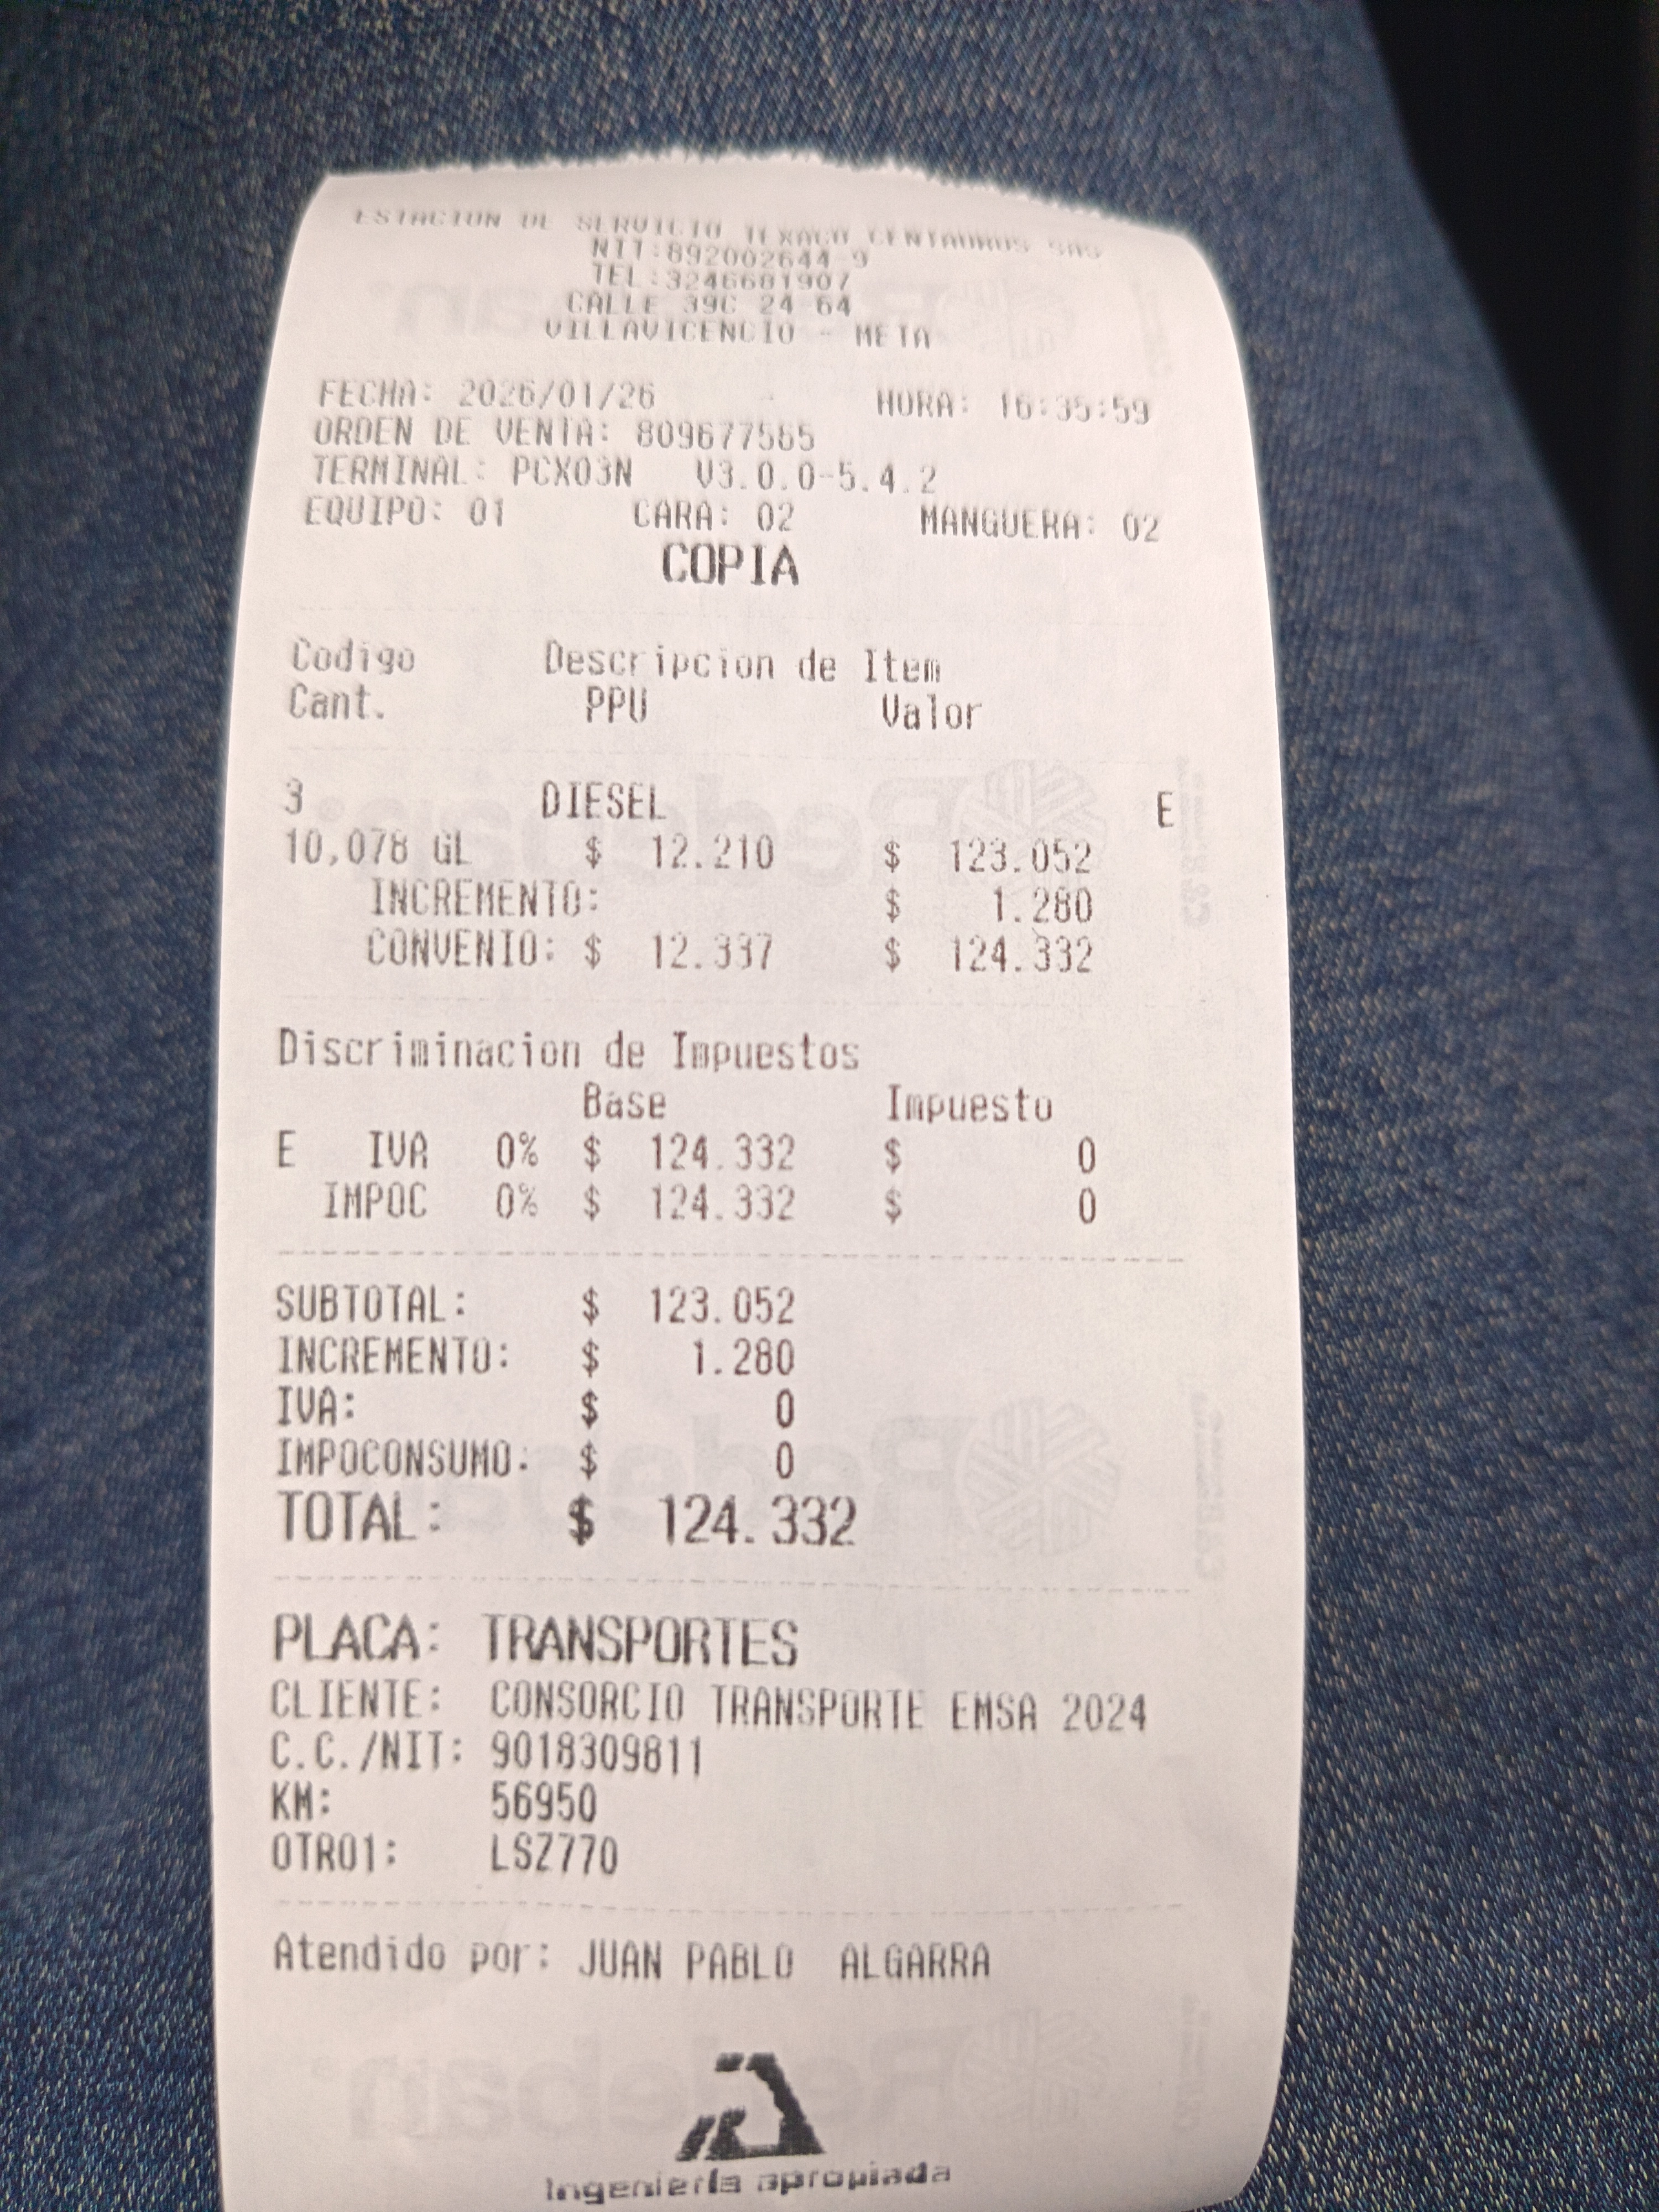 ESTACION DE SERVICIO TEXACO CENTAUROS SAS
NIT:892002644-9
TEL:3246681907
CALLE 39C 24 64
VILLAVICENCIO - META
FECHA: 2026/01/26 HORA: 16:35:59
ORDEN DE VENTA: 809677565
TERMINAL: PCX03N V3.0.0-5.4.2
EQUIPO: 01 CARA: 02 MANGUERA: 02
COPIA
Codigo Descripcion de Item
Cant. PPU Valor
3 DIESEL E
10,078 GL $ 12.210 $ 123.052
INCREMENTO: $ 1.280
CONVENIO: $ 12.337 $ 124.332
Discriminacion de Impuestos
Base Impuesto
E IVA 0% $ 124.332 $ 0
IMPOC 0% $ 124.332 $ 0
SUBTOTAL: $ 123.052
INCREMENTO: $ 1.280
IVA: $ 0
IMPOCONSUMO: $ 0
TOTAL: $ 124.332
PLACA: TRANSPORTES
CLIENTE: CONSORCIO TRANSPORTE EMSA 2024
C.C./NIT: 9018309811
KM: 56950
OTRO1: LSZ770
Atendido por: JUAN PABLO ALGARRA
Ingeniería apropiada